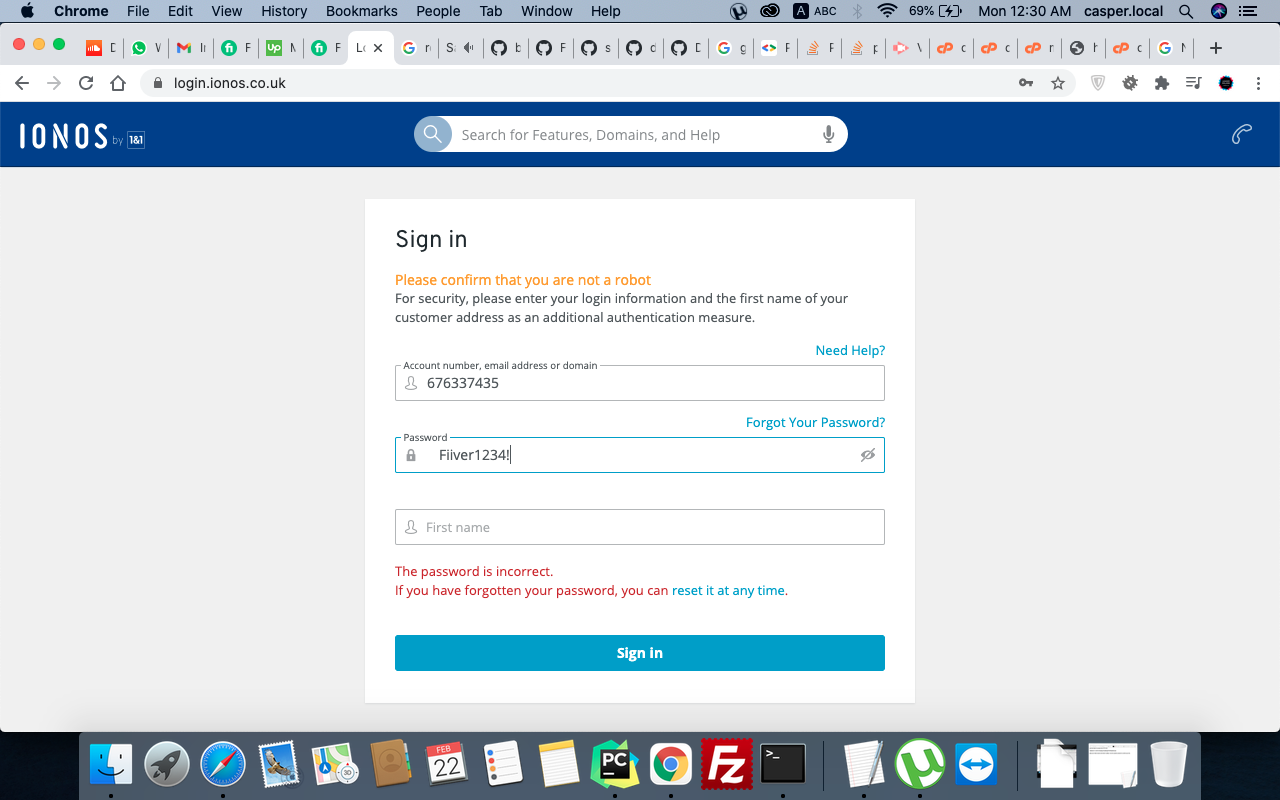 Chrome File Edit View History Bookmarks People Tab Window Help A ABC 69% Mon 12:30 AM casper.local
login.ionos.co.uk
IONOS by 1&1
Search for Features, Domains, and Help
Sign in
Please confirm that you are not a robot
For security, please enter your login information and the first name of your
customer address as an additional authentication measure.
Need Help?
Account number, email address or domain
676337435
Forgot Your Password?
Password
Fiiver1234!
First name
The password is incorrect.
If you have forgotten your password, you can reset it at any time.
Sign in
FEB
22
3D
PC
Fz
>_